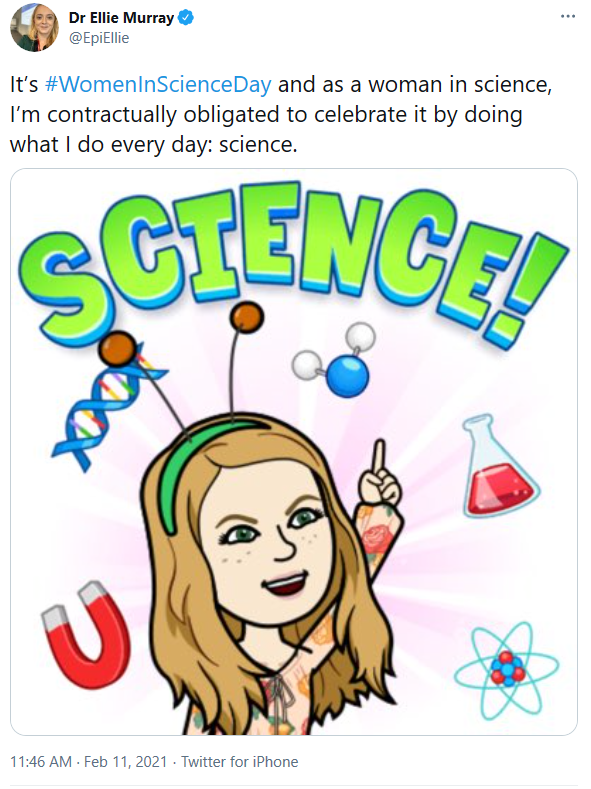 Dr Ellie Murray
@EpiEllie
It's #WomenInScienceDay and as a woman in science,
I'm contractually obligated to celebrate it by doing
what I do every day: science.
SCIENCE!
11:46 AM · Feb 11, 2021 · Twitter for iPhone